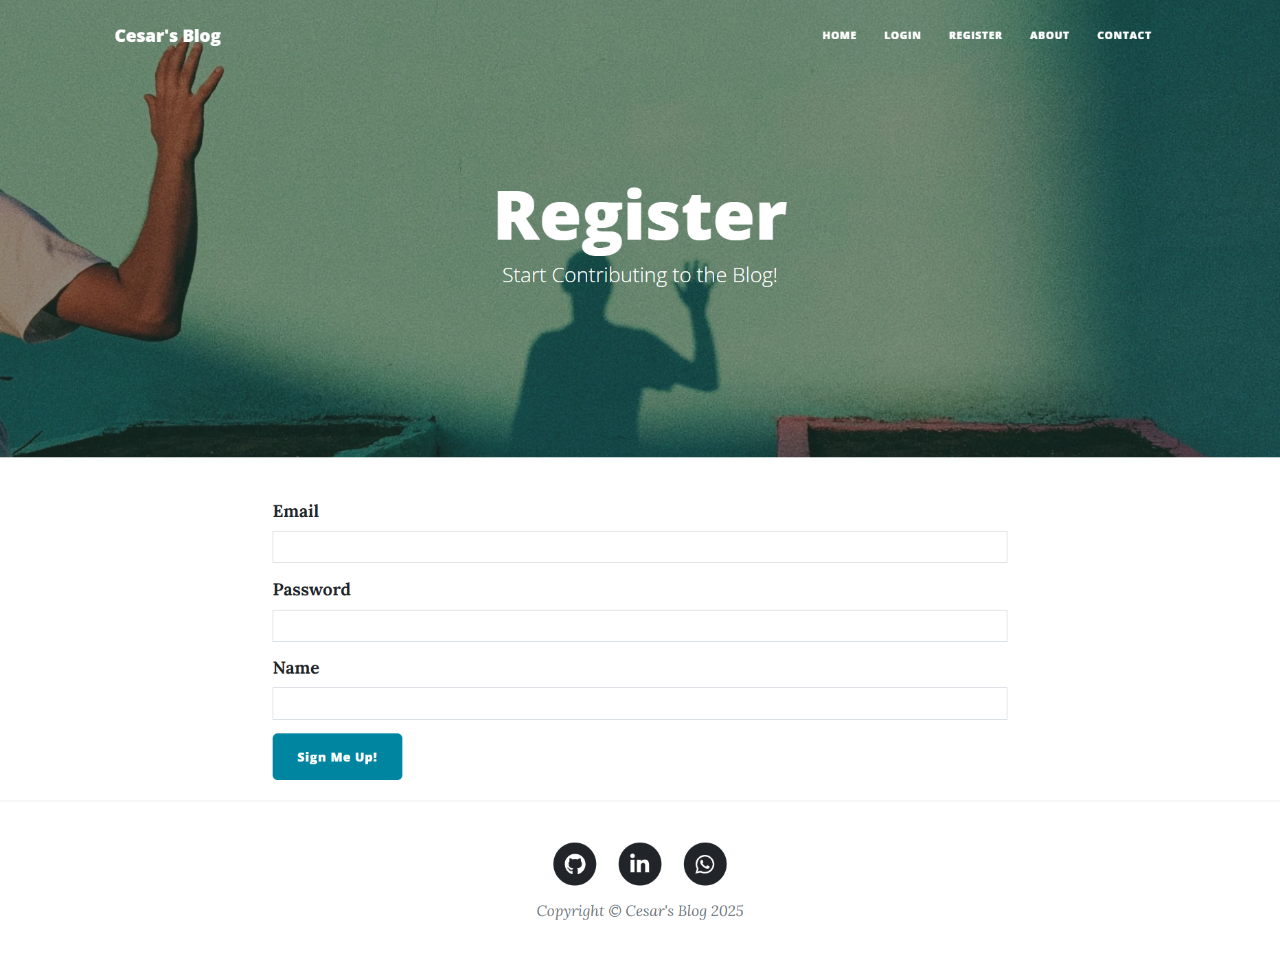 Cesar's Blog
HOME LOGIN REGISTER ABOUT CONTACT
Register
Start Contributing to the Blog!
Email
Password
Name
Sign Me Up!
in
Copyright © Cesar's Blog 2025